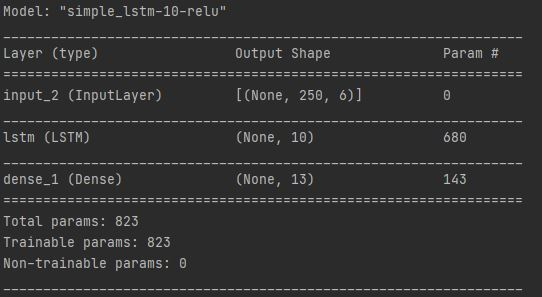 Model: "simple_lstm-10-relu"
_________________________________________________________________
Layer (type)                 Output Shape              Param #
=================================================================
input_2 (InputLayer)         [(None, 250, 6)]          0
_________________________________________________________________
lstm (LSTM)                  (None, 10)                680
_________________________________________________________________
dense_1 (Dense)              (None, 13)                143
=================================================================
Total params: 823
Trainable params: 823
Non-trainable params: 0
_________________________________________________________________